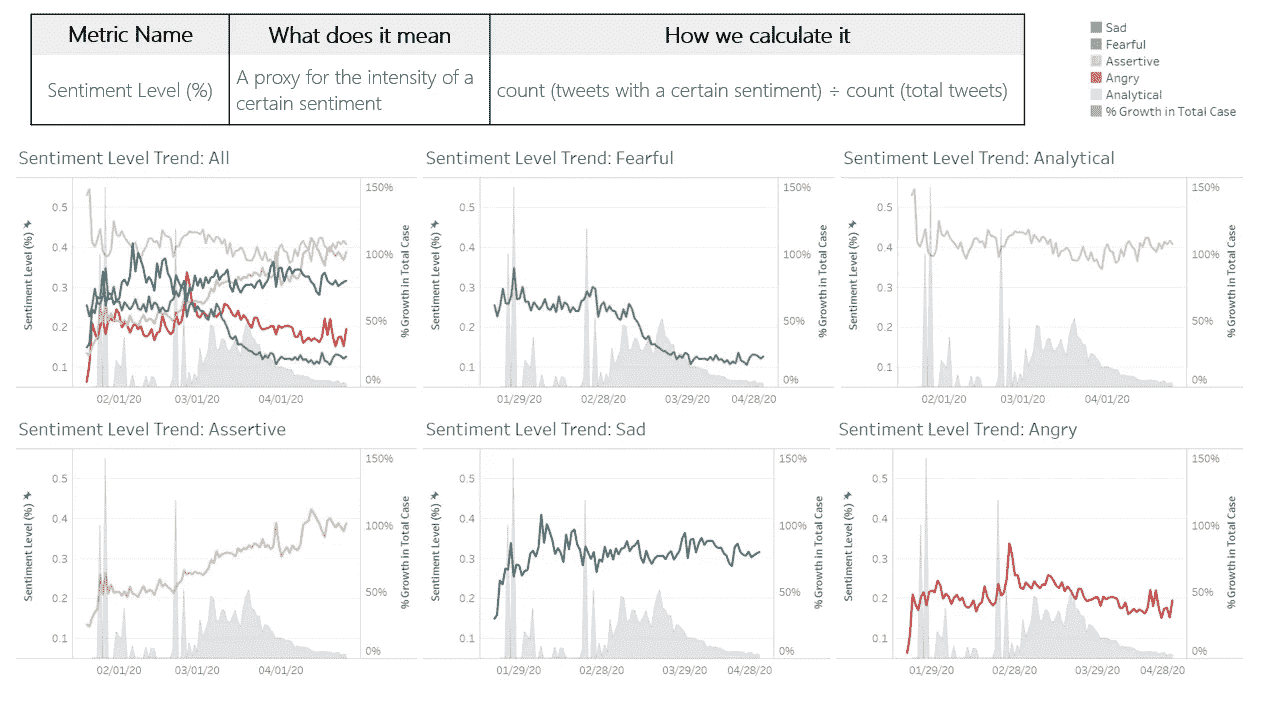 Metric Name
What does it mean
How we calculate it
Sentiment Level (%)
A proxy for the intensity of a
certain sentiment
count (tweets with a certain sentiment) ÷ count (total tweets)
Sad
Fearful
Assertive
Angry
Analytical
% Growth in Total Case
Sentiment Level Trend: All
Sentiment Level (%)
0.5
0.4
0.3
0.2
0.1
150%
100%
50%
0%
% Growth in Total Case
02/01/20
03/01/20
04/01/20
Sentiment Level Trend: Fearful
Sentiment Level (%)
0.5
0.4
0.3
0.2
0.1
150%
100%
50%
0%
% Growth in Total Case
01/29/20
02/28/20
03/29/20
04/28/20
Sentiment Level Trend: Analytical
Sentiment Level (%)
0.5
0.4
0.3
0.2
0.1
150%
100%
50%
0%
% Growth in Total Case
02/01/20
03/01/20
04/01/20
Sentiment Level Trend: Assertive
Sentiment Level (%)
0.5
0.4
0.3
0.2
0.1
150%
100%
50%
0%
% Growth in Total Case
02/01/20
03/01/20
04/01/20
Sentiment Level Trend: Sad
Sentiment Level (%)
0.5
0.4
0.3
0.2
0.1
150%
100%
50%
0%
% Growth in Total Case
01/29/20
02/28/20
03/29/20
04/28/20
Sentiment Level Trend: Angry
Sentiment Level (%)
0.5
0.4
0.3
0.2
0.1
150%
100%
50%
0%
% Growth in Total Case
01/29/20
02/28/20
03/29/20
04/28/20